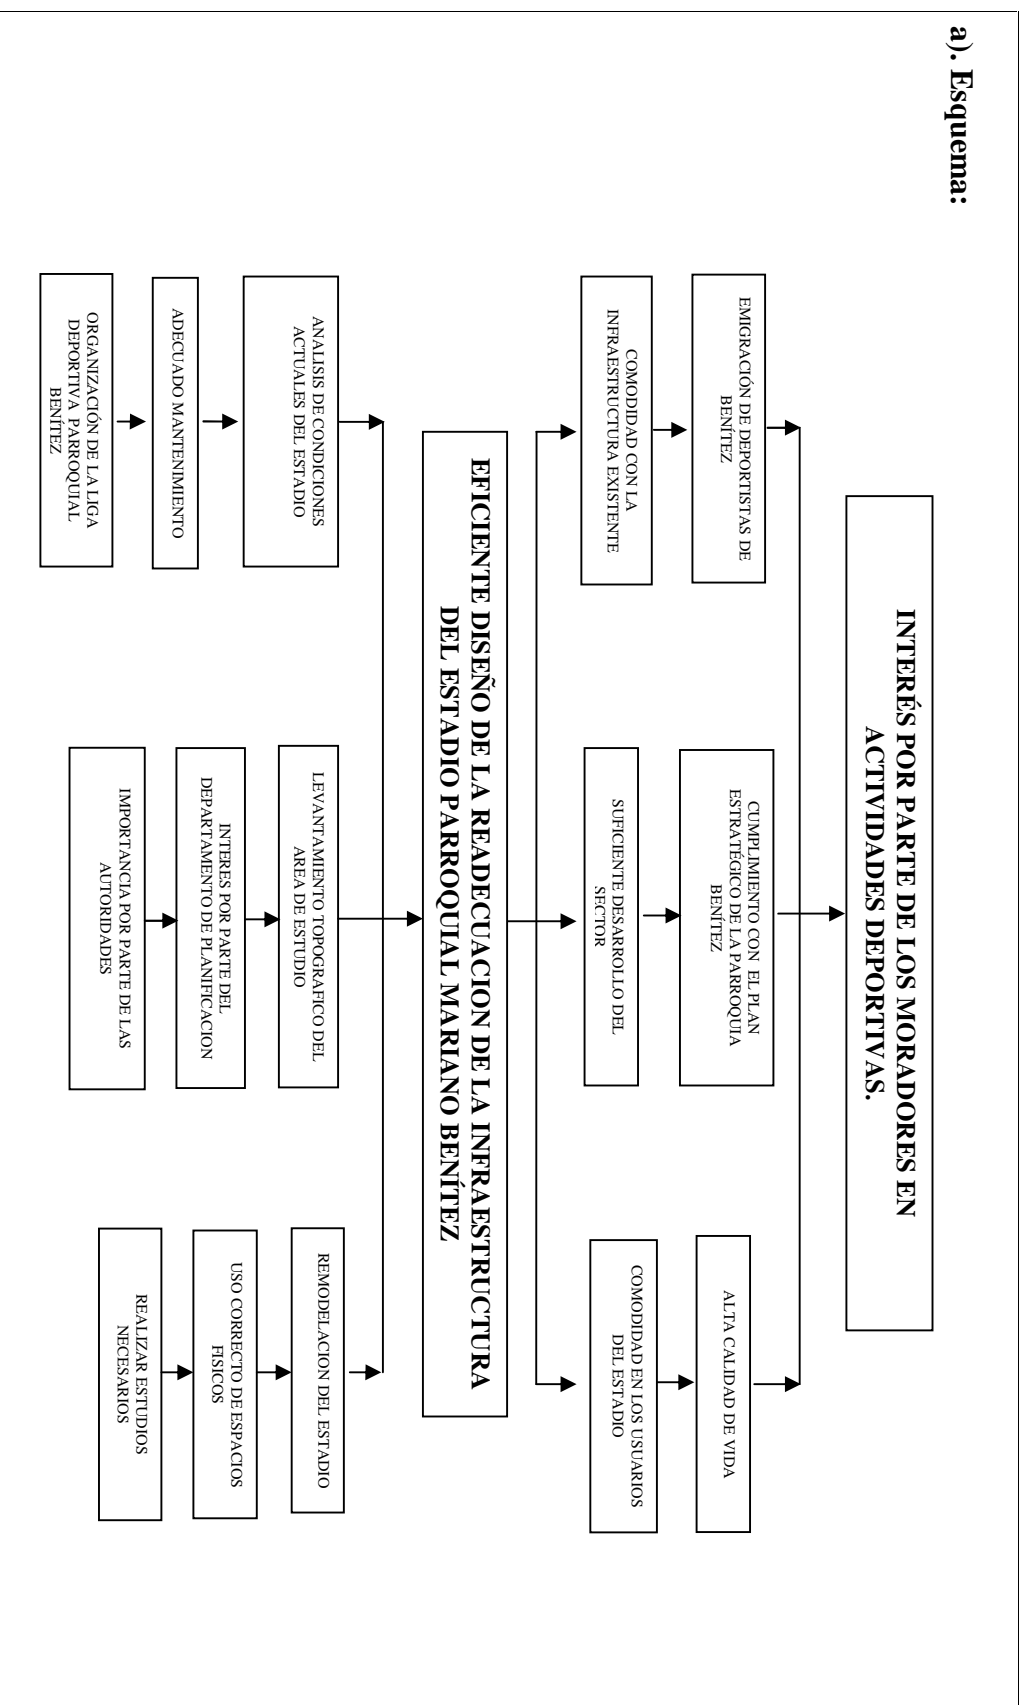 a). Esquema:
INTERÉS POR PARTE DE LOS MORADORES EN
ACTIVIDADES DEPORTIVAS.
EMIGRACIÓN DE DEPORTISTAS DE
BENÍTEZ
CUMPLIMIENTO CON EL PLAN
ESTRATÉGICO DE LA PARROQUIA
BENÍTEZ
ALTA CALIDAD DE VIDA
COMODIDAD CON LA
INFRAESTRUCTURA EXISTENTE
SUFICIENTE DESARROLLO DEL
SECTOR
COMODIDAD EN LOS USUARIOS
DEL ESTADIO
EFICIENTE DISEÑO DE LA READECUACION DE LA INFRAESTRUCTURA
DEL ESTADIO PARROQUIAL MARIANO BENÍTEZ
ANALISIS DE CONDICIONES
ACTUALES DEL ESTADIO
LEVANTAMIENTO TOPOGRAFICO DEL
AREA DE ESTUDIO
REMODELACION DEL ESTADIO
ADECUADO MANTENIMIENTO
INTERES POR PARTE DEL
DEPARTAMENTO DE PLANIFICACION
USO CORRECTO DE ESPACIOS
FISICOS
ORGANIZACIÓN DE LA LIGA
DEPORTIVA PARROQUIAL
BENÍTEZ
IMPORTANCIA POR PARTE DE LAS
AUTORIDADES
REALIZAR ESTUDIOS
NECESARIOS